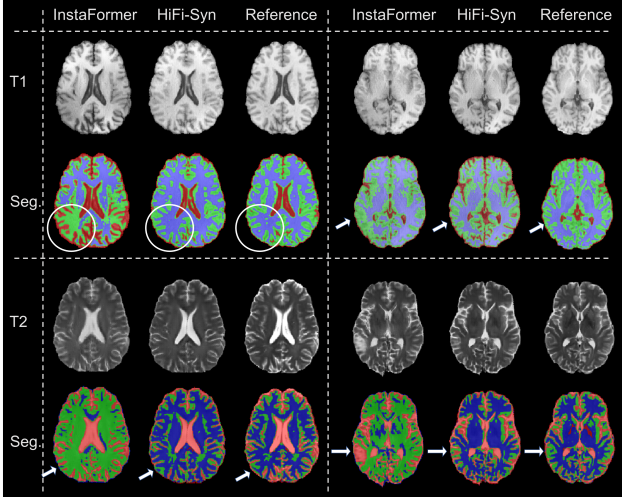 InstaFormer HiFi-Syn Reference InstaFormer HiFi-Syn Reference
T1
Seg.
T2
Seg.